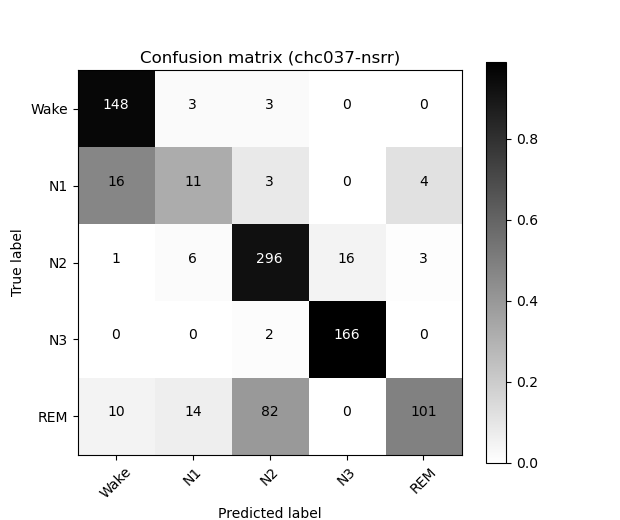 Confusion matrix (chc037-nsrr)
Wake 148 3 3 0 0
N1 16 11 3 0 4
N2 1 6 296 16 3
N3 0 0 2 166 0
REM 10 14 82 0 101
Wake N1 N2 N3 REM
Predicted label
True label
0.8
0.6
0.4
0.2
0.0